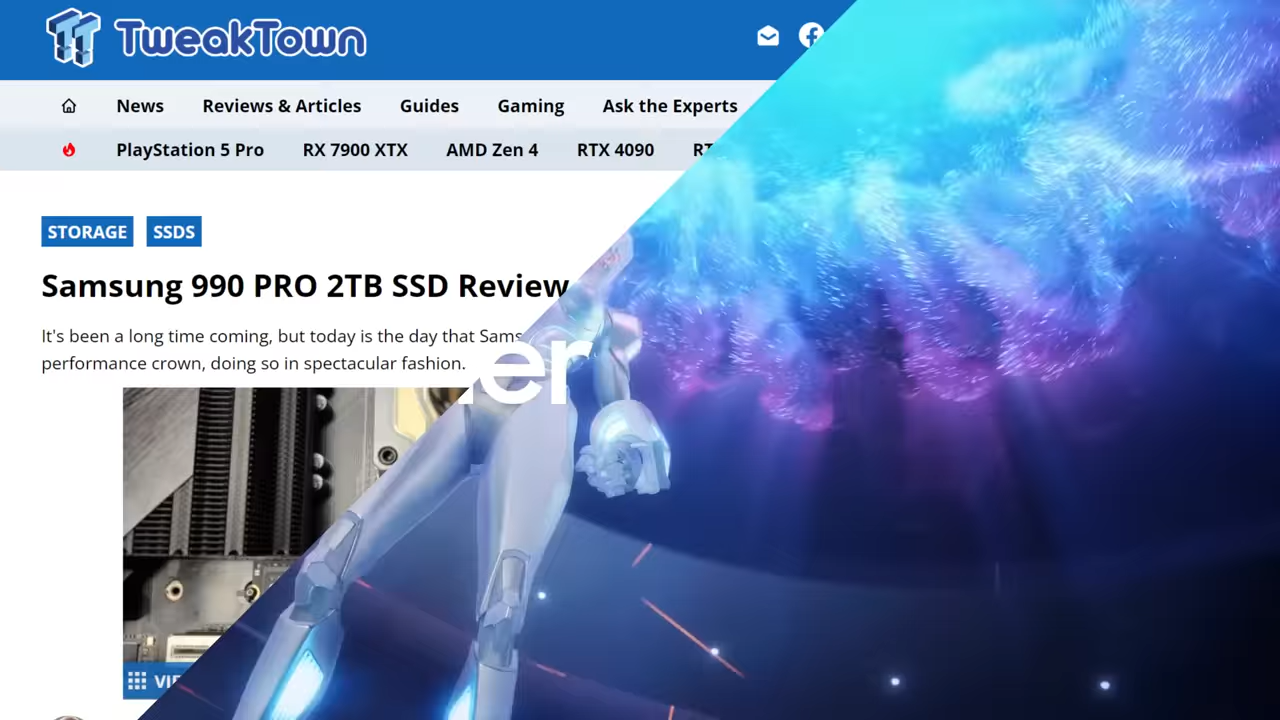 TweakTown
News Reviews & Articles Guides Gaming Ask the Experts
PlayStation 5 Pro RX 7900 XTX AMD Zen 4 RTX 4090
STORAGE SSDS
Samsung 990 PRO 2TB SSD Review
It's been a long time coming, but today is the day that
performance crown, doing so in spectacular fashion.